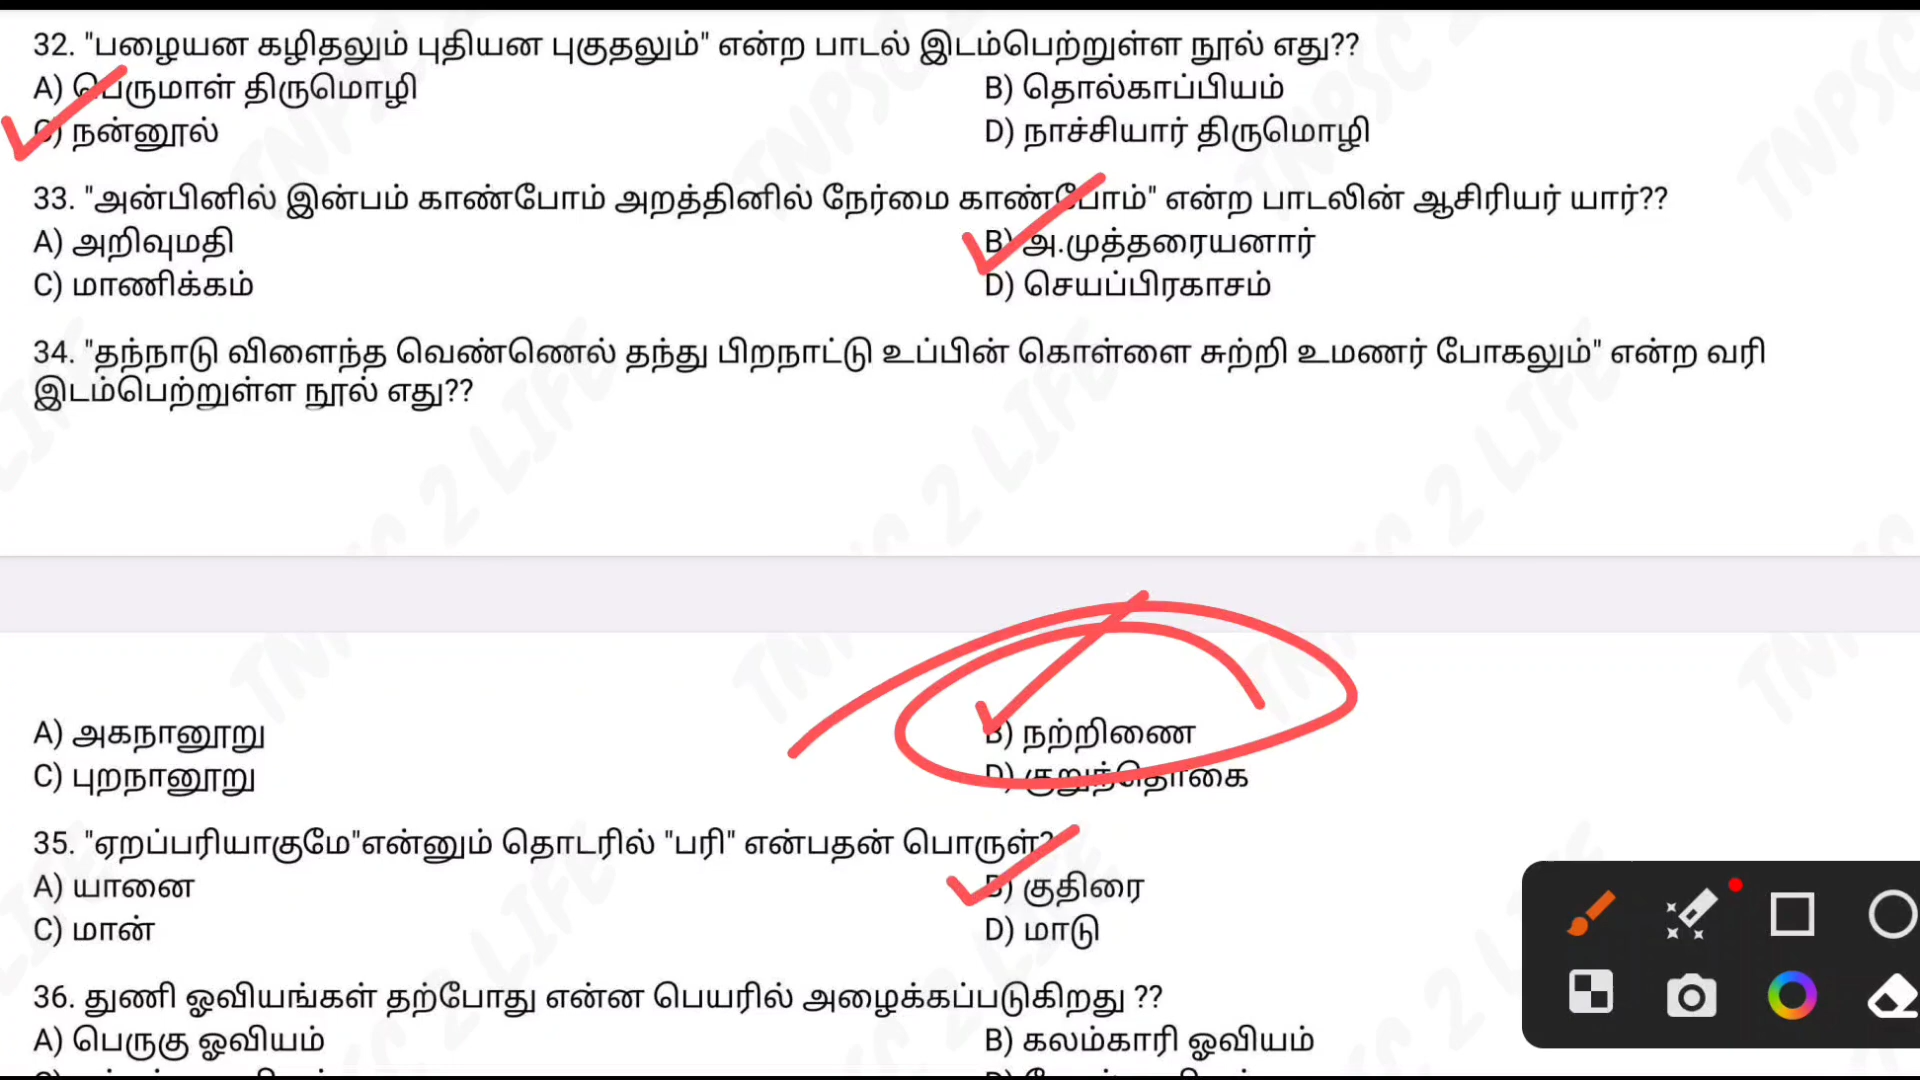 32. "பழையன கழிதலும் புதியன புகுதலும்" என்ற பாடல் இடம்பெற்றுள்ள நூல் எது??
A) பெருமாள் திருமொழி B) தொல்காப்பியம்
C) நன்னூல் D) நாச்சியார் திருமொழி
33. "அன்பினில் இன்பம் காண்போம் அறத்தினில் நேர்மை காண்போம்" என்ற பாடலின் ஆசிரியர் யார்??
A) அறிவுமதி B) அ.முத்தரையனார்
C) மாணிக்கம் D) செயப்பிரகாசம்
34. "தந்நாடு விளைந்த வெண்ணெல் தந்து பிறநாட்டு உப்பின் கொள்ளை சுற்றி உமணர் போகலும்" என்ற வரி
இடம்பெற்றுள்ள நூல் எது??
A) அகநானூறு B) நற்றிணை
C) புறநானூறு D) குறுந்தொகை
35. "ஏறப்பரியாகுமே"என்னும் தொடரில் "பரி" என்பதன் பொருள்?
A) யானை B) குதிரை
C) மான் D) மாடு
36. துணி ஓவியங்கள் தற்போது என்ன பெயரில் அழைக்கப்படுகிறது ??
A) பெருகு ஓவியம் B) கலம்காரி ஓவியம்
TNPSC 2 LIFE